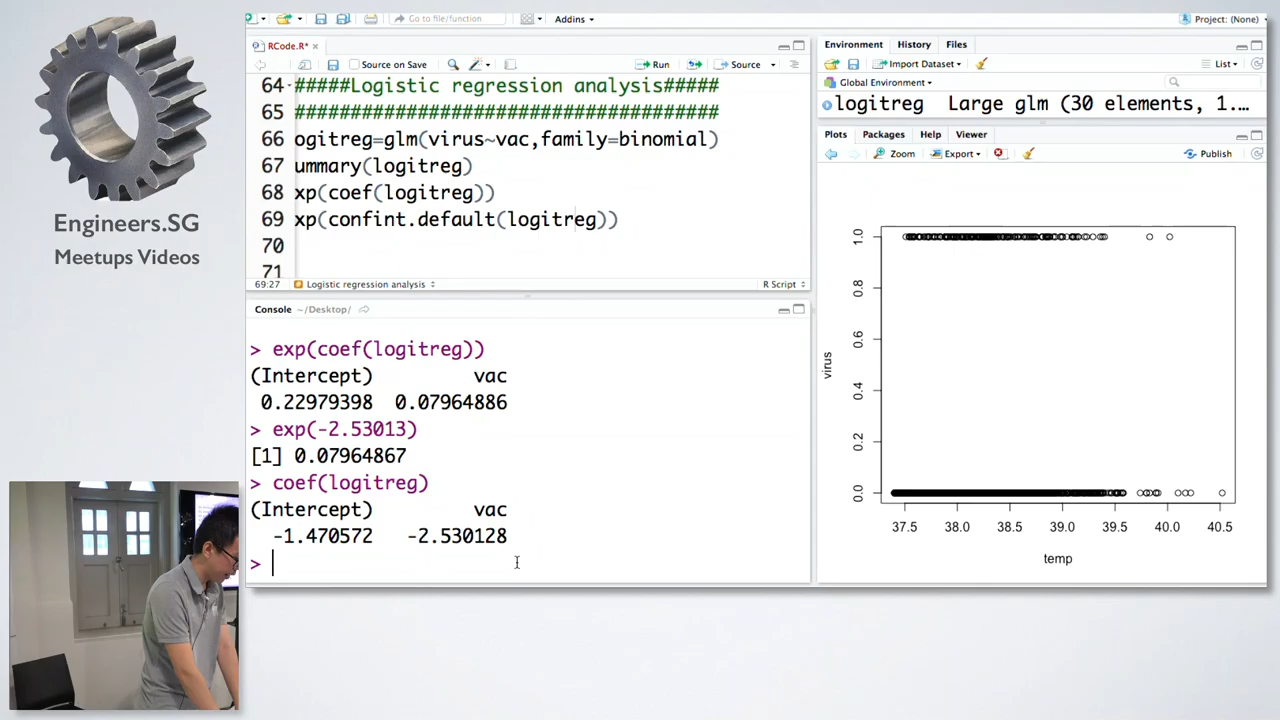 Engineers.SG
Meetups Videos
Go to file/function
Addins
Project: (None)
RCode.R*
Source on Save
Run
Source
64 #####Logistic regression analysis#####
65 ######################################
66 ogitreg=glm(virus~vac,family=binomial)
67 ummary(logitreg)
68 xp(coef(logitreg))
69 xp(confint.default(logitreg))
70
71
69:27 Logistic regression analysis R Script
Console ~/Desktop/
> exp(coef(logitreg))
(Intercept) vac
0.22979398 0.07964886
> exp(-2.53013)
[1] 0.07964867
> coef(logitreg)
(Intercept) vac
-1.470572 -2.530128
>
Environment History Files
Import Dataset List
Global Environment
logitreg Large glm (30 elements, 1.…
Plots Packages Help Viewer
Zoom Export Publish
virus
1.0
0.8
0.6
0.4
0.2
0.0
37.5 38.0 38.5 39.0 39.5 40.0 40.5
temp